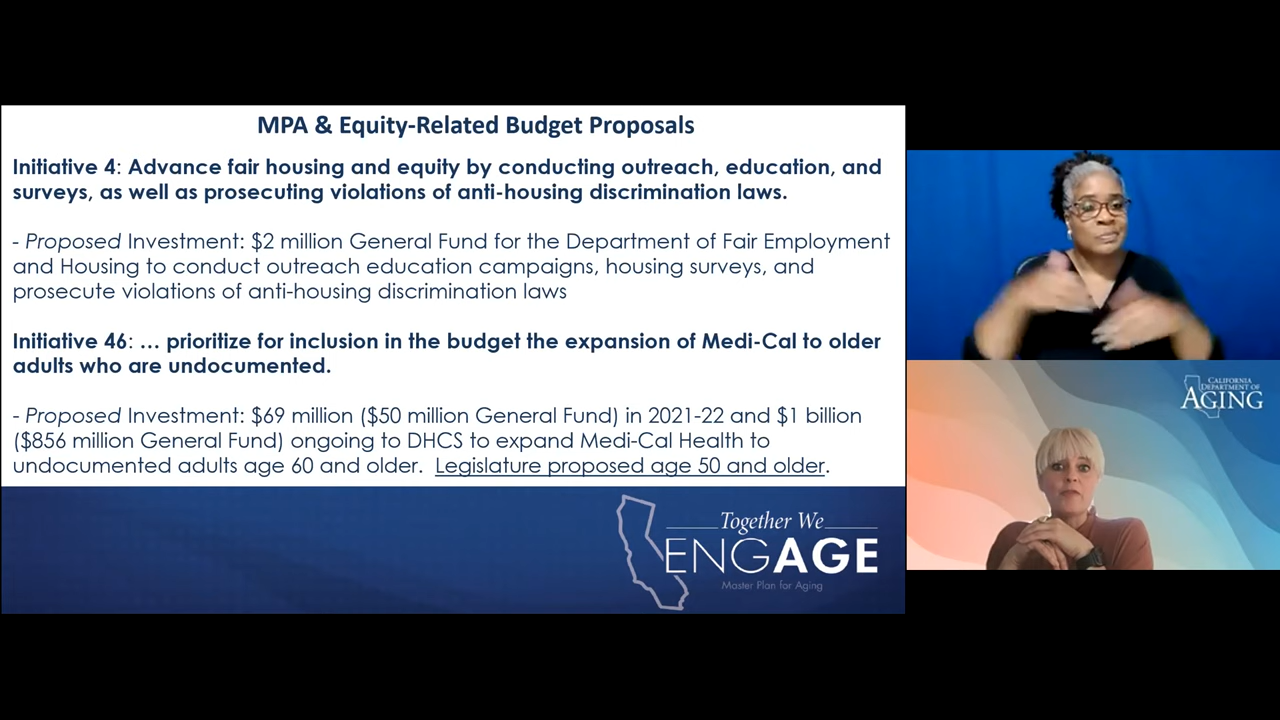 MPA & Equity-Related Budget Proposals
Initiative 4: Advance fair housing and equity by conducting outreach, education, and
surveys, as well as prosecuting violations of anti-housing discrimination laws.
- Proposed Investment: $2 million General Fund for the Department of Fair Employment
and Housing to conduct outreach education campaigns, housing surveys, and
prosecute violations of anti-housing discrimination laws
Initiative 46: … prioritize for inclusion in the budget the expansion of Medi-Cal to older
adults who are undocumented.
- Proposed Investment: $69 million ($50 million General Fund) in 2021-22 and $1 billion
($856 million General Fund) ongoing to DHCS to expand Medi-Cal Health to
undocumented adults age 60 and older. Legislature proposed age 50 and older.
Together We
ENGAGE
Master Plan for Aging
CALIFORNIA
DEPARTMENT OF
AGING